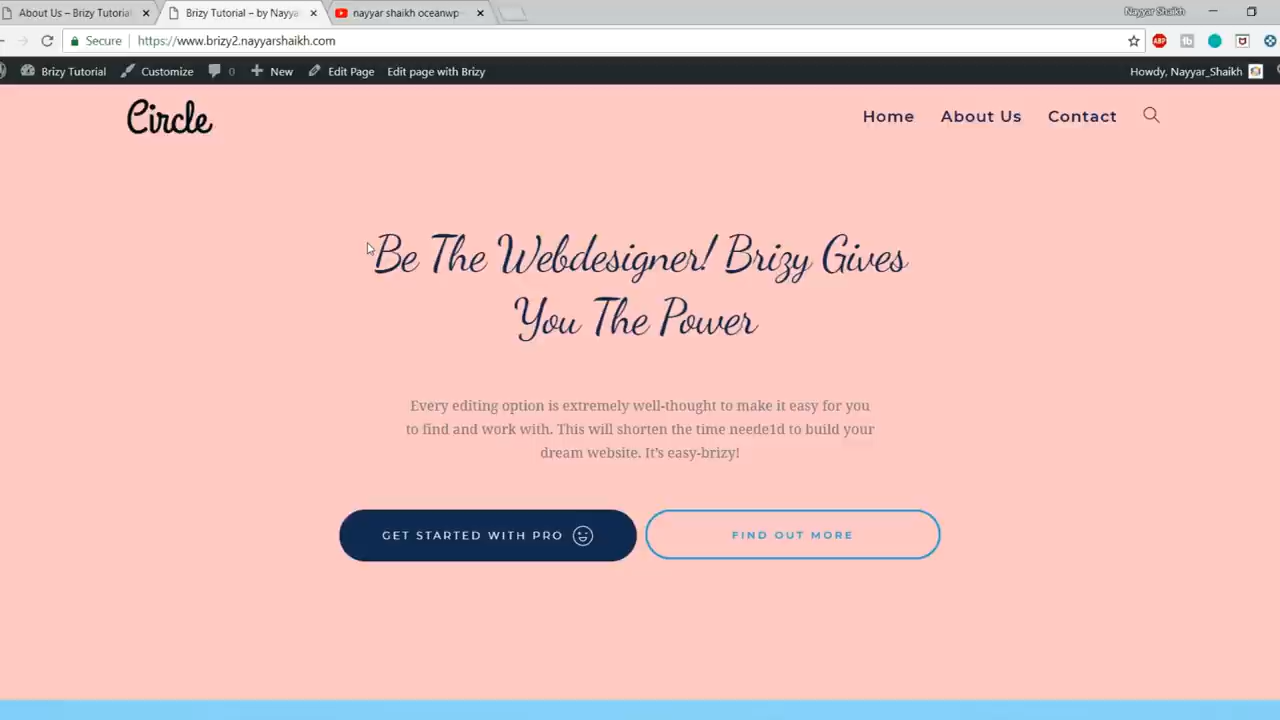 About Us – Brizy Tutorial
Brizy Tutorial – by Nayya
nayyar shaikh oceanwp
Nayyar Shaikh
Secure
https://www.brizy2.nayyarshaikh.com
ABP
Brizy Tutorial
Customize
0
New
Edit Page
Edit page with Brizy
Howdy, Nayyar_Shaikh
Circle
Home
About Us
Contact
Be The Webdesigner! Brizy Gives
You The Power
Every editing option is extremely well-thought to make it easy for you
to find and work with. This will shorten the time neede1d to build your
dream website. It's easy-brizy!
GET STARTED WITH PRO
FIND OUT MORE